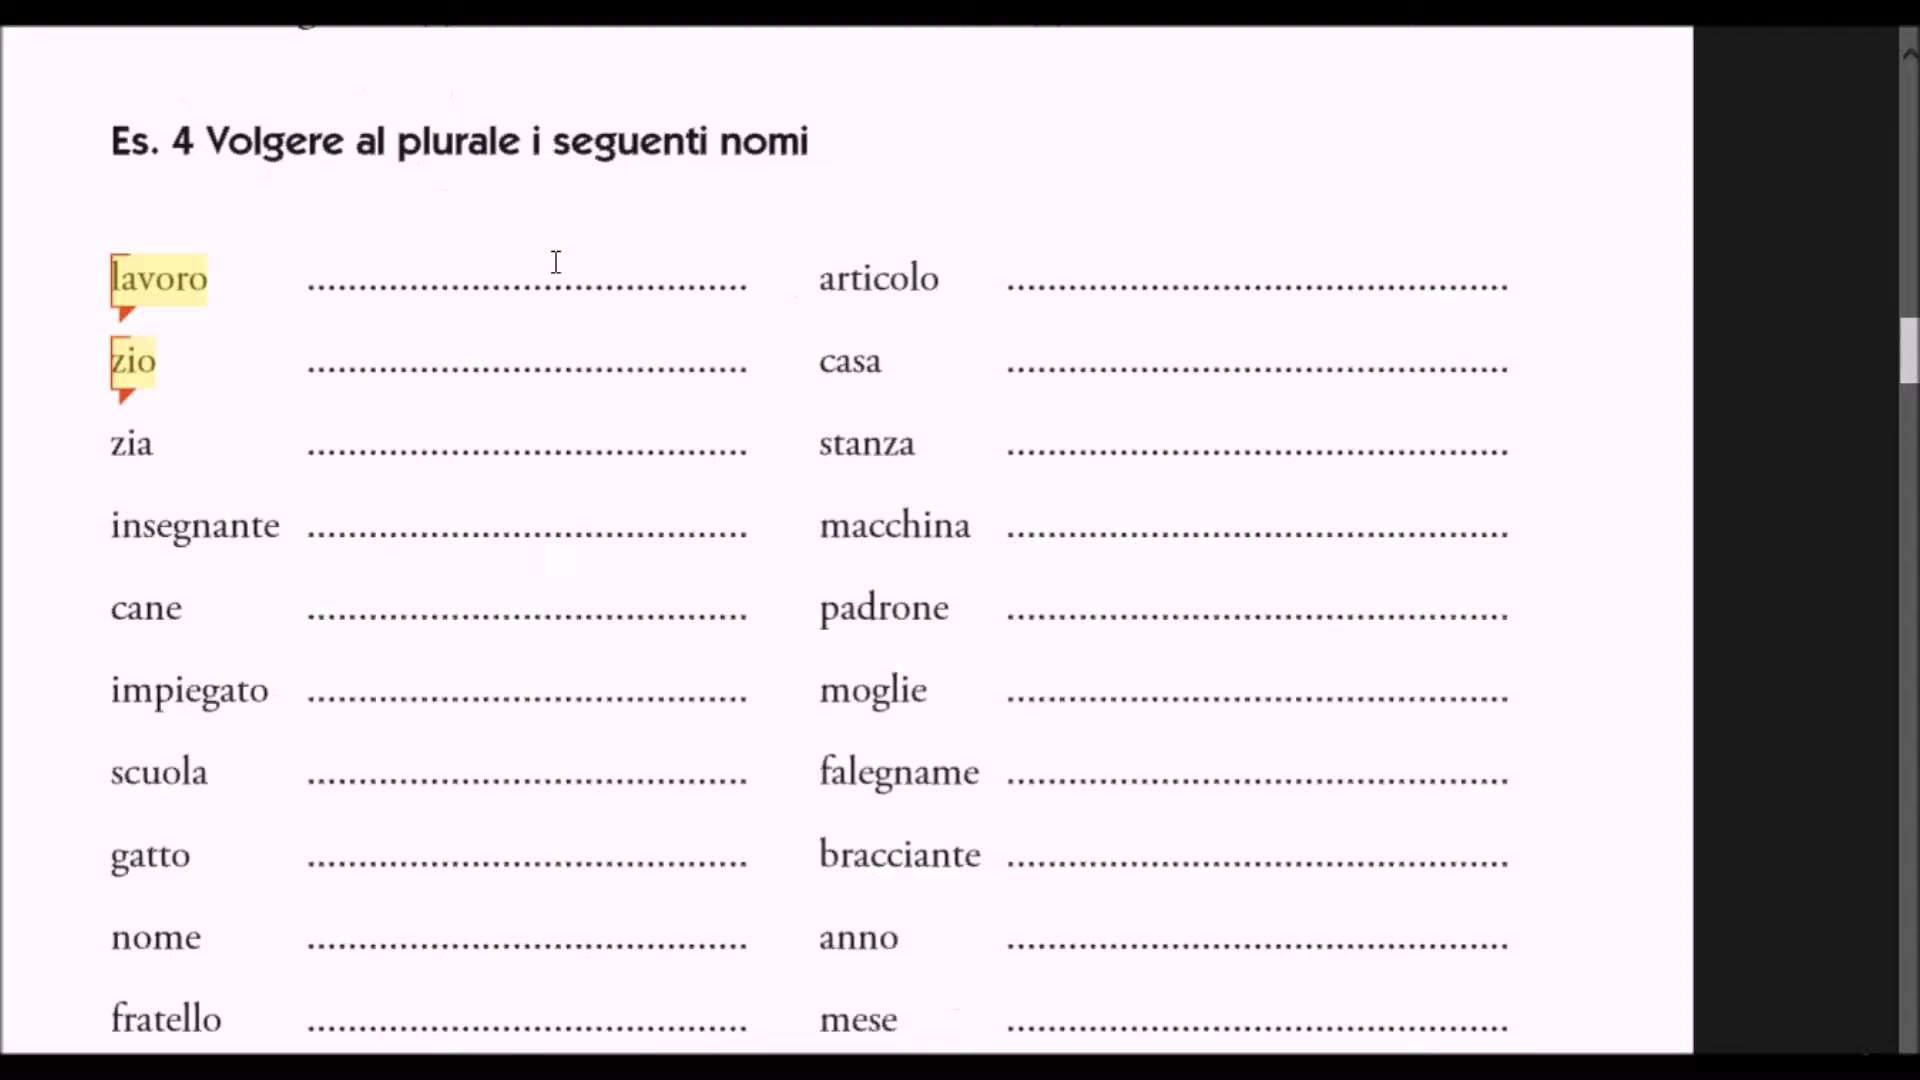 Es. 4 Volgere al plurale i seguenti nomi
lavoro ........................................... articolo .................................................
zio ........................................... casa .................................................
zia ........................................... stanza .................................................
insegnante ........................................... macchina .................................................
cane ........................................... padrone .................................................
impiegato ........................................... moglie .................................................
scuola ........................................... falegname .................................................
gatto ........................................... bracciante .................................................
nome ........................................... anno .................................................
fratello ........................................... mese .................................................